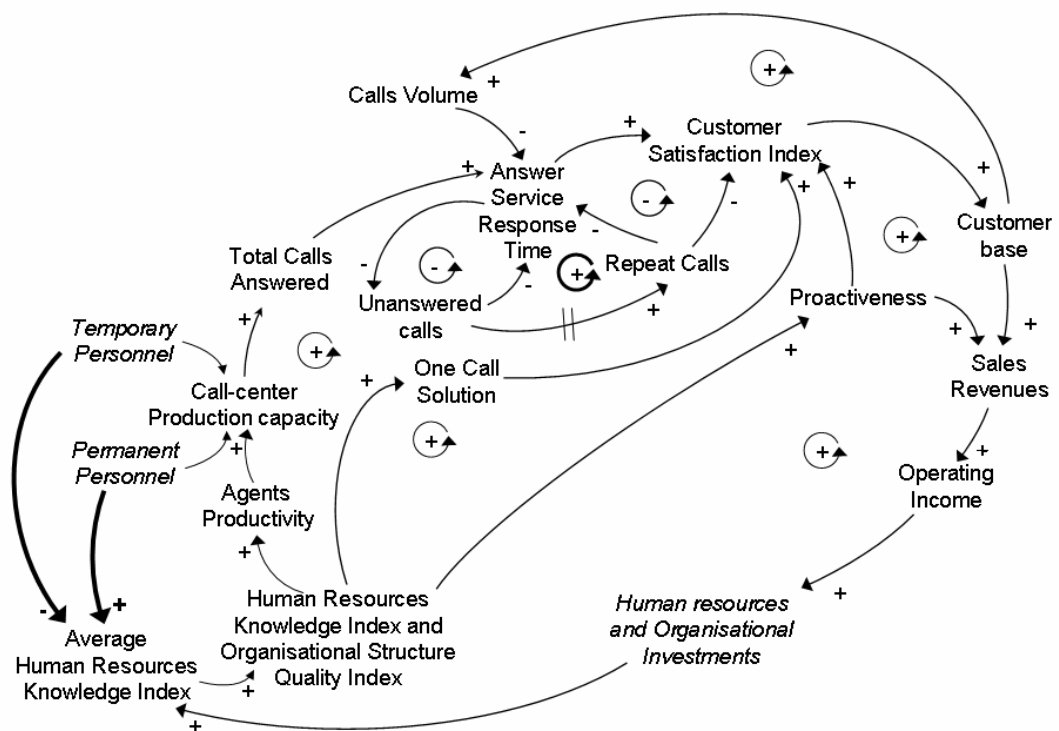 Calls Volume
+
-
+
Customer
Satisfaction Index
+
+
Answer
Service
Response
Time
+
-
-
-
+
+
+
Customer
base
+
Total Calls
Answered
-
-
-
+
Repeat Calls
Unanswered
calls
+
Proactiveness
+
+
+
Sales
Revenues
Temporary
Personnel
+
+
+
One Call
Solution
Call-center
Production capacity
+
+
+
Permanent
Personnel
+
Operating
Income
Agents
Productivity
+
+
-
+
Human Resources
Knowledge Index and
Organisational Structure
Quality Index
Human resources
and Organisational
Investments
Average
Human Resources
Knowledge Index
+
+